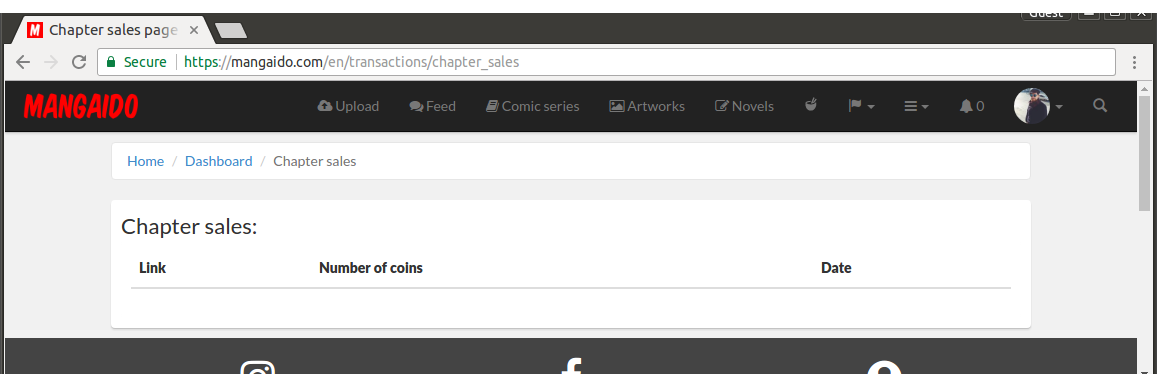 Guest
M Chapter sales page
Secure https://mangaido.com/en/transactions/chapter_sales
MANGAIDO Upload Feed Comic series Artworks Novels 0
Home / Dashboard / Chapter sales
Chapter sales:
Link Number of coins Date